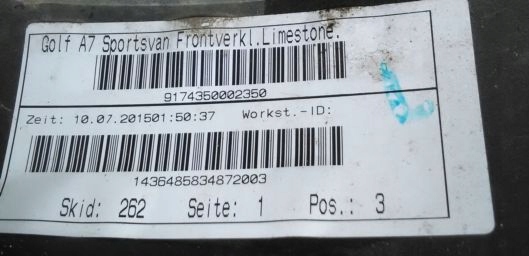 Golf A7 Sportsvan Frontverkl.Limestone.
9174350002350
Zeit: 10.07.201501:50:37 Workst.-ID:
1436485834872003
Skid: 262 Seite: 1 Pos.: 3